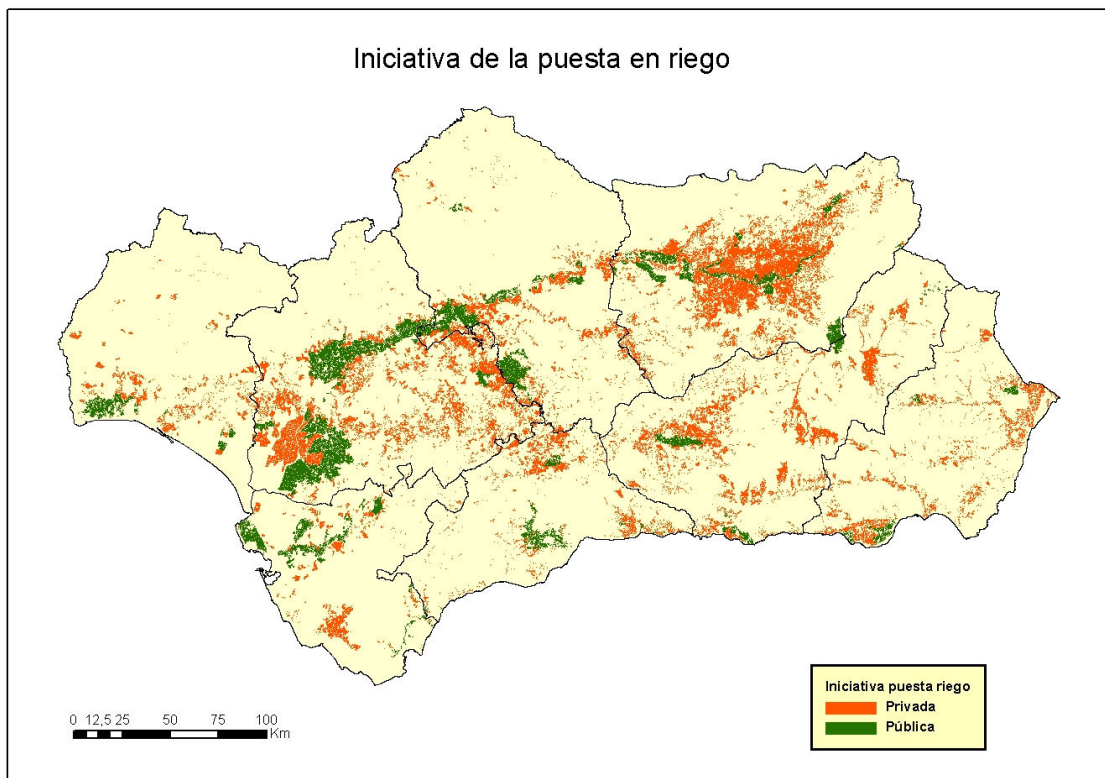 Iniciativa de la puesta en riego
Iniciativa puesta riego
Privada
Pública
0 12,5 25 50 75 100
Km